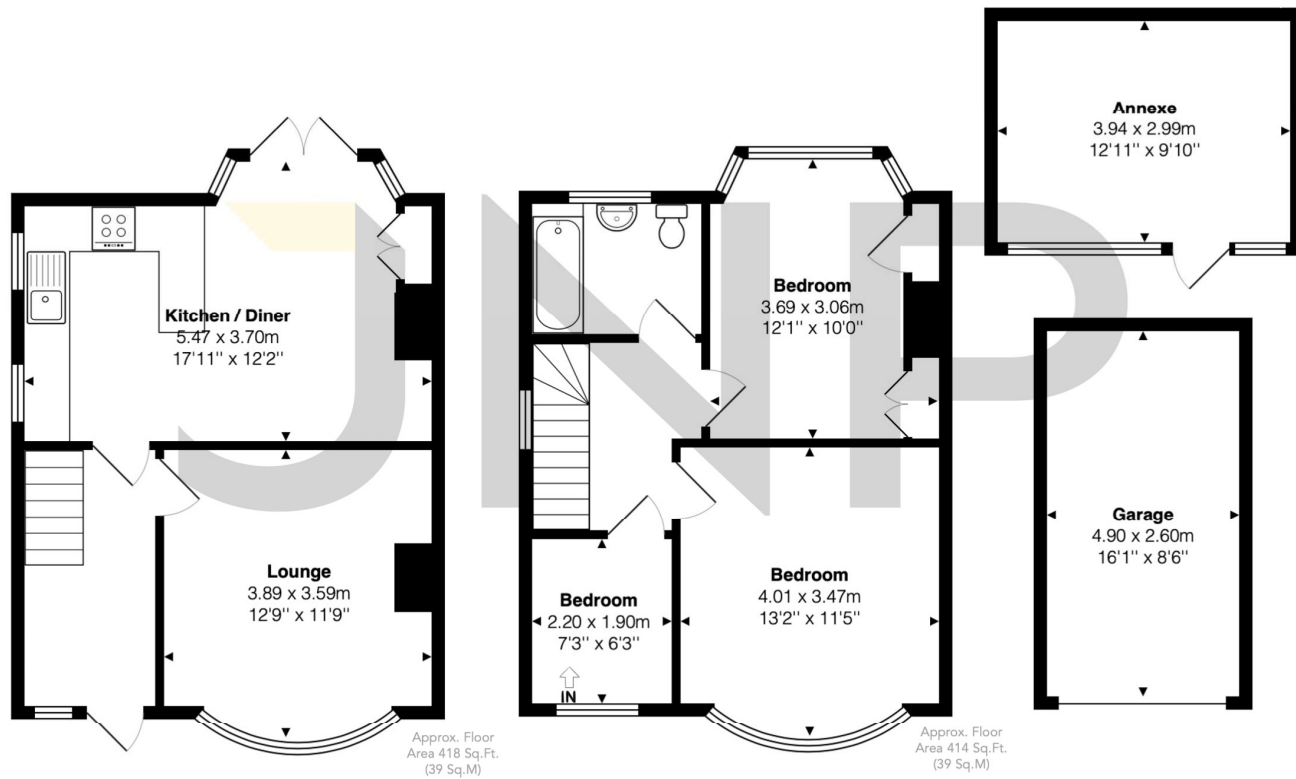 Annexe
3.94 x 2.99m
12'11'' x 9'10''
Kitchen / Diner
5.47 x 3.70m
17'11'' x 12'2''
Bedroom
3.69 x 3.06m
12'1'' x 10'0''
Lounge
3.89 x 3.59m
12'9'' x 11'9''
Bedroom
2.20 x 1.90m
7'3'' x 6'3''
IN
Bedroom
4.01 x 3.47m
13'2'' x 11'5''
Garage
4.90 x 2.60m
16'1'' x 8'6''
Approx. Floor
Area 418 Sq.Ft.
(39 Sq.M)
Approx. Floor
Area 414 Sq.Ft.
(39 Sq.M)
JNP